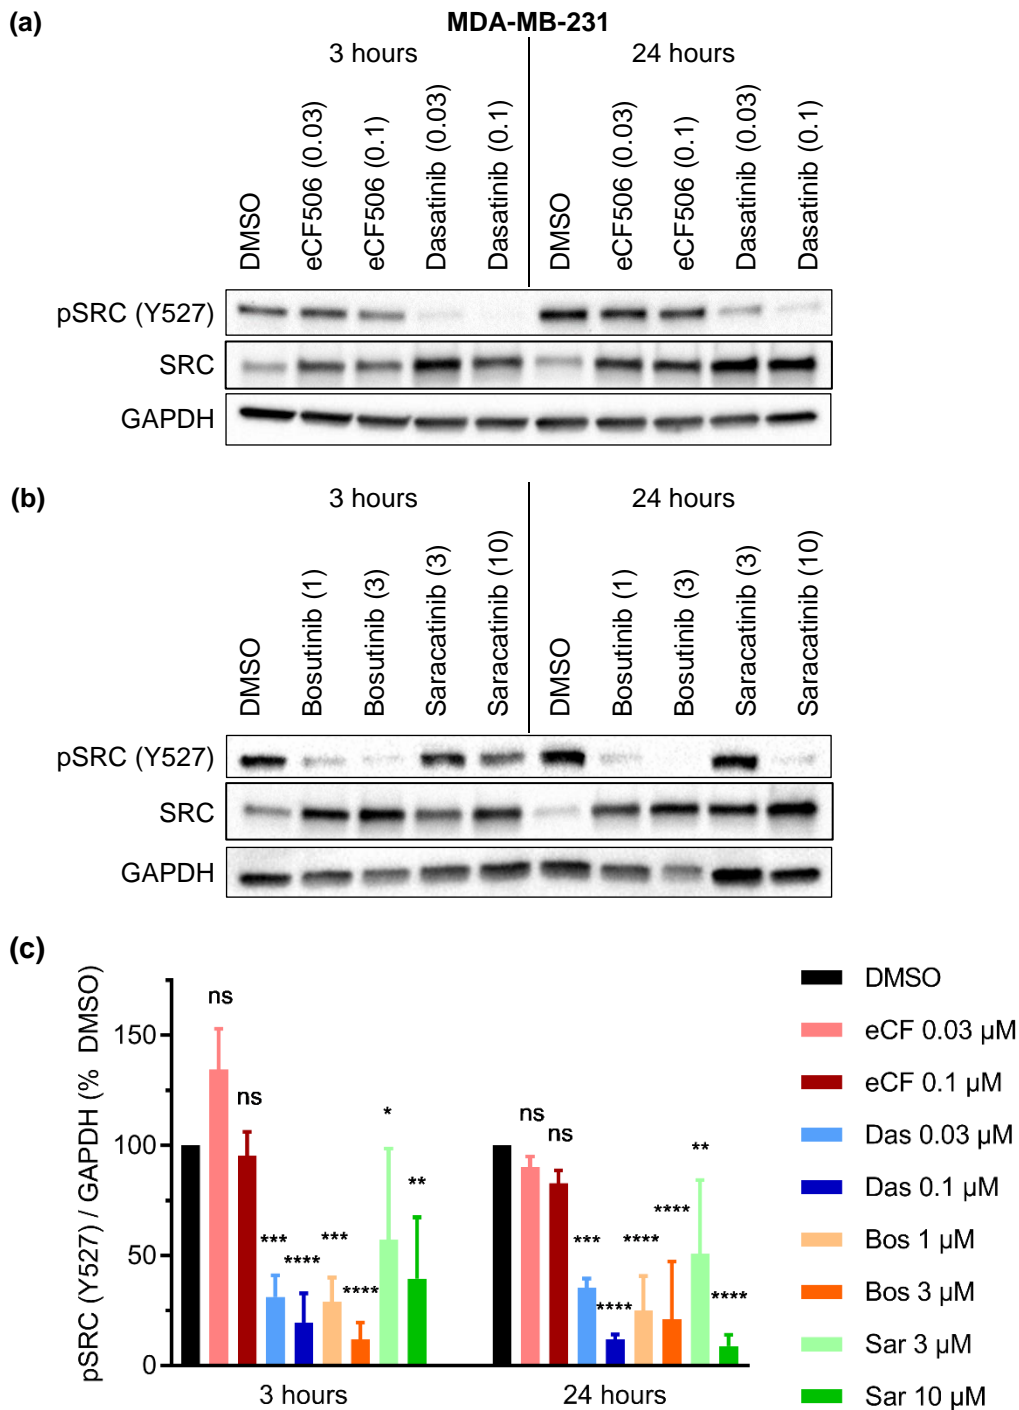 (a)
MDA-MB-231
3 hours
24 hours
DMSO
eCF506 (0.03)
eCF506 (0.1)
Dasatinib (0.03)
Dasatinib (0.1)
DMSO
eCF506 (0.03)
eCF506 (0.1)
Dasatinib (0.03)
Dasatinib (0.1)
pSRC (Y527)
SRC
GAPDH
(b)
3 hours
24 hours
DMSO
Bosutinib (1)
Bosutinib (3)
Saracatinib (3)
Saracatinib (10)
DMSO
Bosutinib (1)
Bosutinib (3)
Saracatinib (3)
Saracatinib (10)
pSRC (Y527)
SRC
GAPDH
(c)
pSRC (Y527) / GAPDH (% DMSO)
150
100
50
0
ns
ns
***
****
***
****
*
**
ns
ns
***
****
****
****
**
****
3 hours
24 hours
DMSO
eCF 0.03 µM
eCF 0.1 µM
Das 0.03 µM
Das 0.1 µM
Bos 1 µM
Bos 3 µM
Sar 3 µM
Sar 10 µM